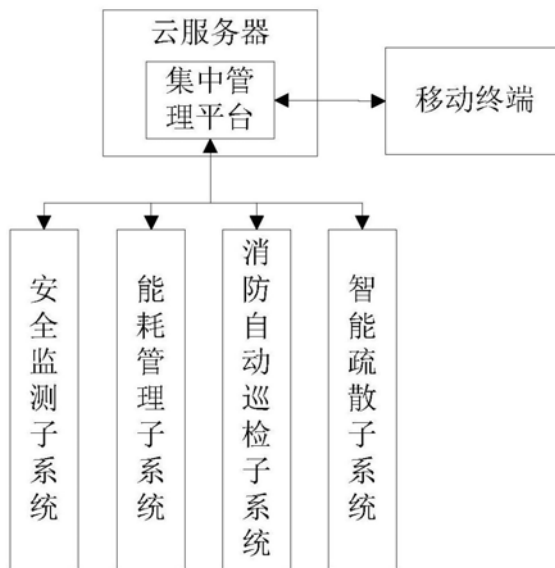 云服务器
集中管
理平台
移动终端
安全监测子系统
能耗管理子系统
消防自动巡检子系统
智能疏散子系统